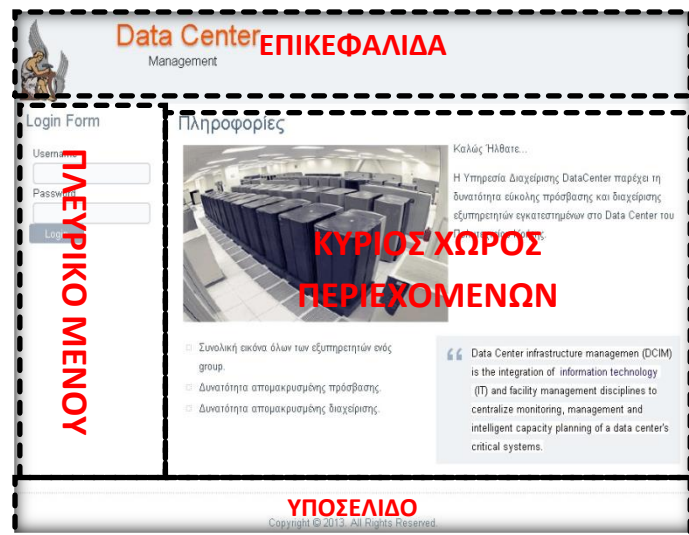 Data Center
Management
ΕΠΙΚΕΦΑΛΙΔΑ
Login Form
Username
Password
Login
ΠΛΕΥΡΙΚΟ ΜΕΝΟΥ
Πληροφορίες
Καλώς Ήλθατε...
Η Υπηρεσία Διαχείρισης DataCenter παρέχει τη
δυνατότητα εύκολης πρόσβασης και διαχείρισης
εξυπηρετητών εγκατεστημένων στο Data Center του
Πολυτεχνείου Κρήτης.
ΚΥΡΙΟΣ ΧΩΡΟΣ
ΠΕΡΙΕΧΟΜΕΝΩΝ
Συνολική εικόνα όλων των εξυπηρετητών ενός
group.
Δυνατότητα απομακρυσμένης πρόσβασης.
Δυνατότητα απομακρυσμένης διαχείρισης.
“ Data Center infrastructure managemen (DCIM)
is the integration of information technology
(IT) and facility management disciplines to
centralize monitoring, management and
intelligent capacity planning of a data center's
critical systems.
ΥΠΟΣΕΛΙΔΟ
Copyright © 2013. All Rights Reserved.